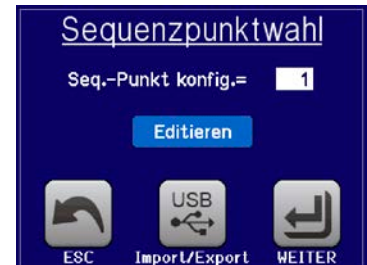 Sequenzpunktwahl
Seq.-Punkt konfig.= 1
Editieren
USB
ESC Import/Export WEITER